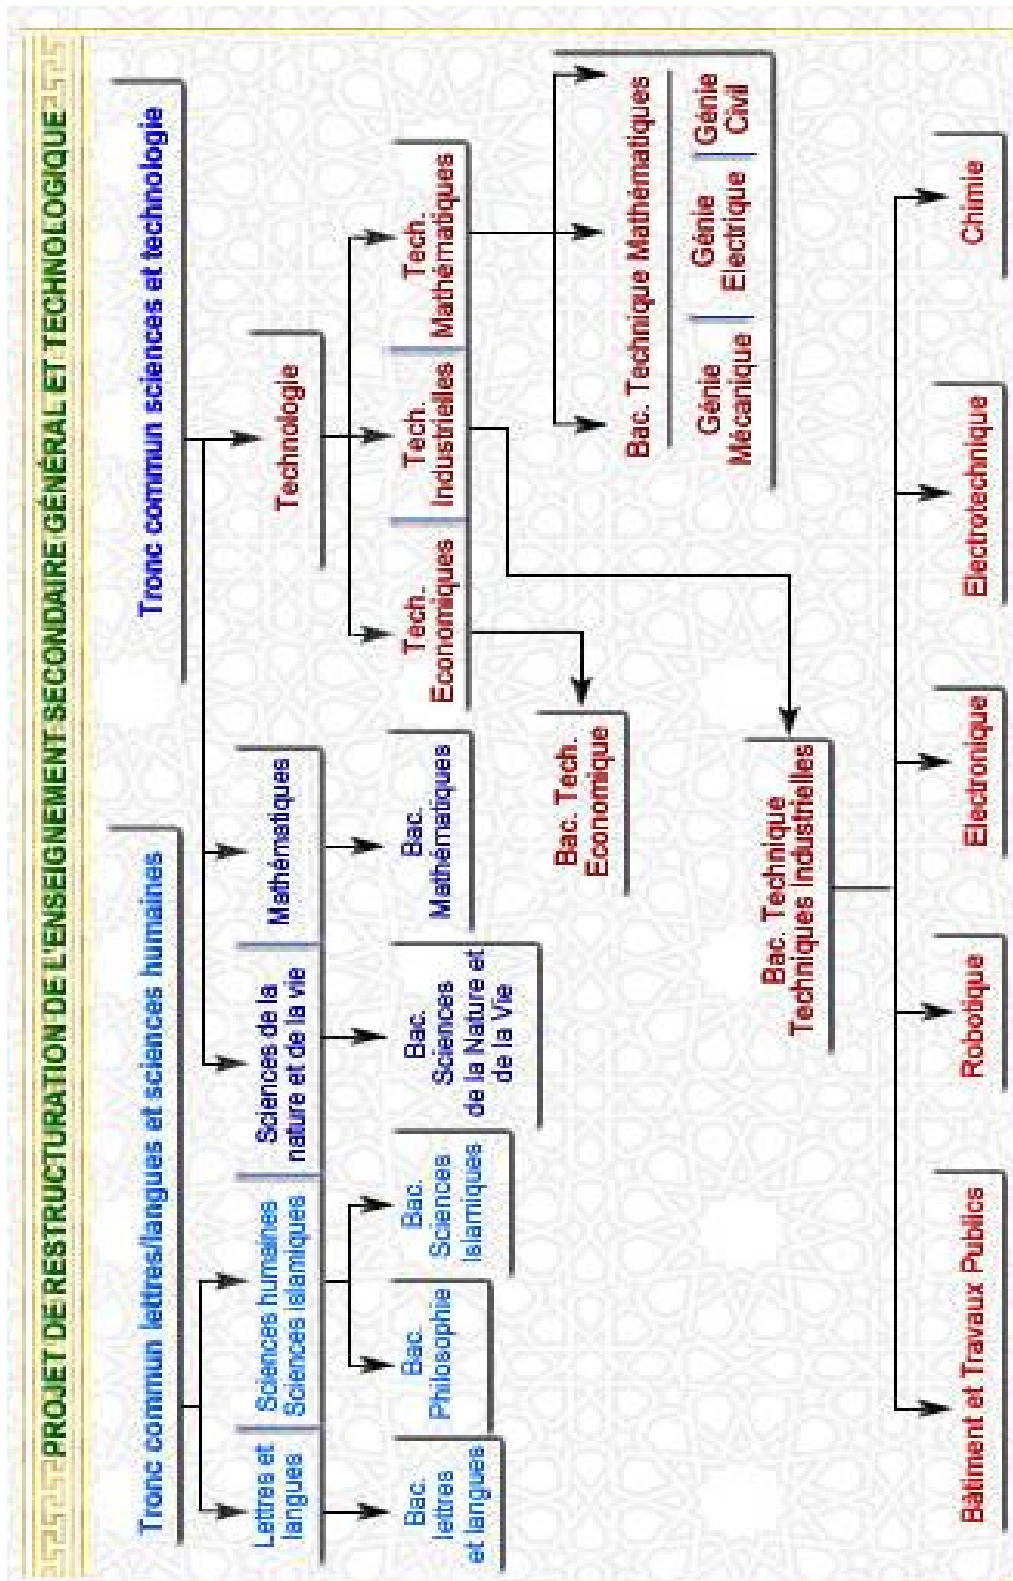 PROJET DE RESTRUCTURATION DE L'ENSEIGNEMENT SECONDAIRE GÉNÉRAL ET TECHNOLOGIQUE
Tronc commun lettres/langues et sciences humaines
Tronc commun sciences et technologie
Lettres et
langues
Sciences humaines
Sciences islamiques
Sciences de la
nature et de la vie
Mathématiques
Technologie
Bac.
lettres
et langues
Bac.
Philosophie
Bac.
Sciences
Islamiques
Bac.
Sciences
de la Nature et
de la Vie
Bac.
Mathématiques
Tech.
Economiques
Tech.
Industrielles
Tech.
Mathématiques
Bac. Tech.
Economique
Bac. Technique Mathématiques
Génie
Mécanique
Génie
Electrique
Génie
Civil
Bac. Technique
Techniques Industrielles
Batiment et Travaux Publics
Robotique
Electronique
Electrotechnique
Chimie